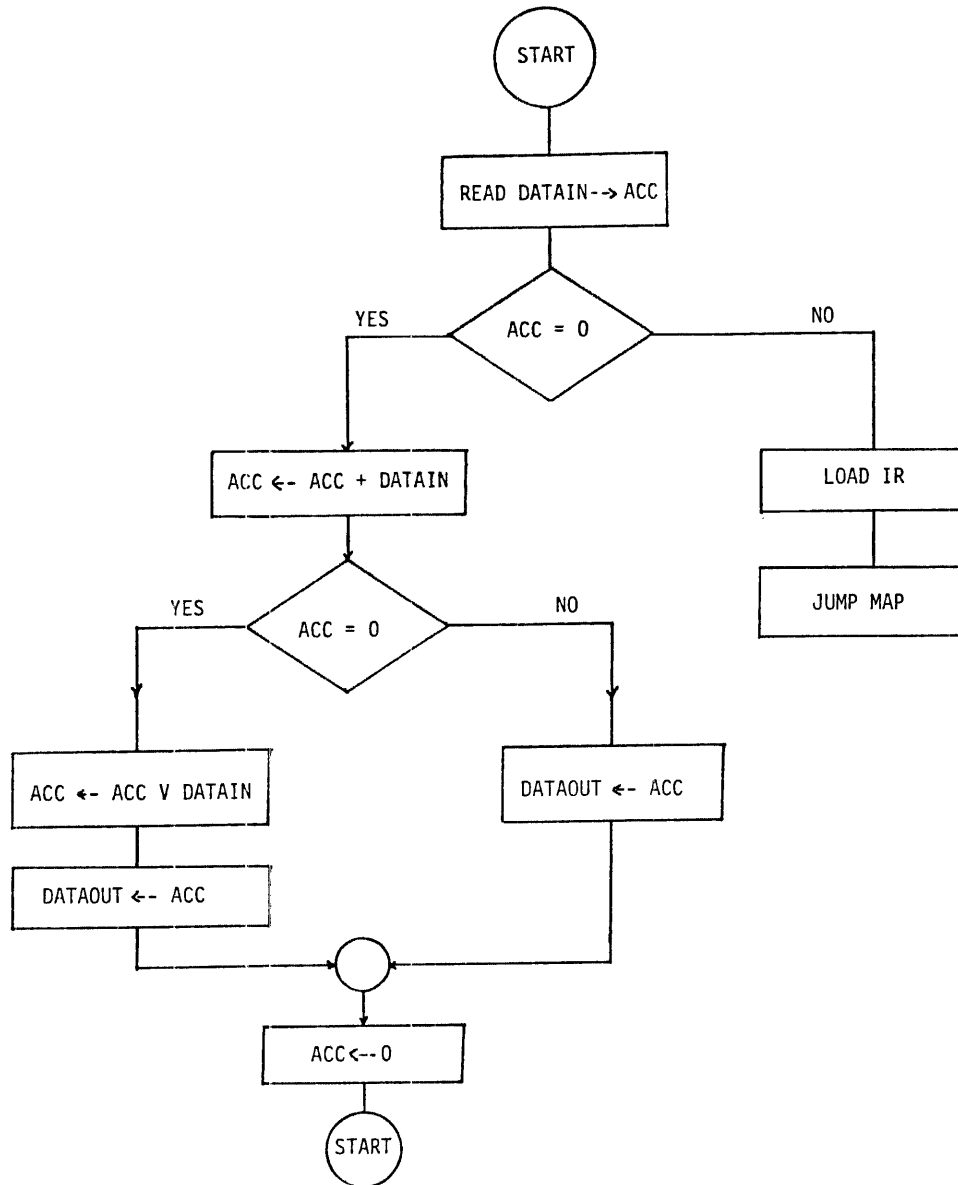 START
READ DATAIN--> ACC
ACC = 0
YES
NO
ACC <-- ACC + DATAIN
LOAD IR
JUMP MAP
ACC = 0
YES
NO
ACC <-- ACC V DATAIN
DATAOUT <-- ACC
DATAOUT <-- ACC
ACC<--0
START